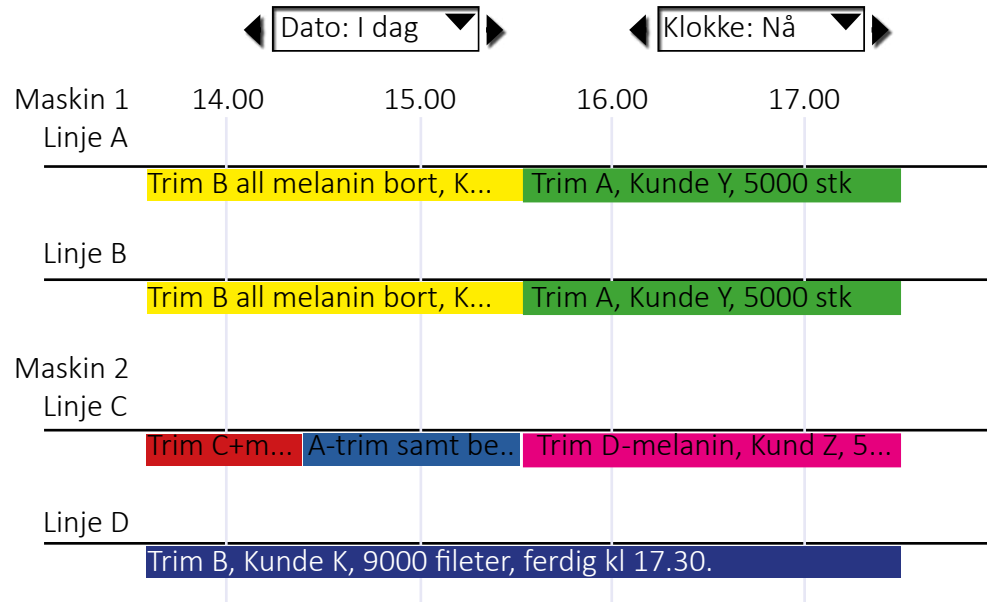 Dato: I dag Klokke: Nå
Maskin 1 14.00 15.00 16.00 17.00
Linje A
Trim B all melanin bort, K... Trim A, Kunde Y, 5000 stk
Linje B
Trim B all melanin bort, K... Trim A, Kunde Y, 5000 stk
Maskin 2
Linje C
Trim C+m... A-trim samt be.. Trim D-melanin, Kund Z, 5...
Linje D
Trim B, Kunde K, 9000 fileter, ferdig kl 17.30.